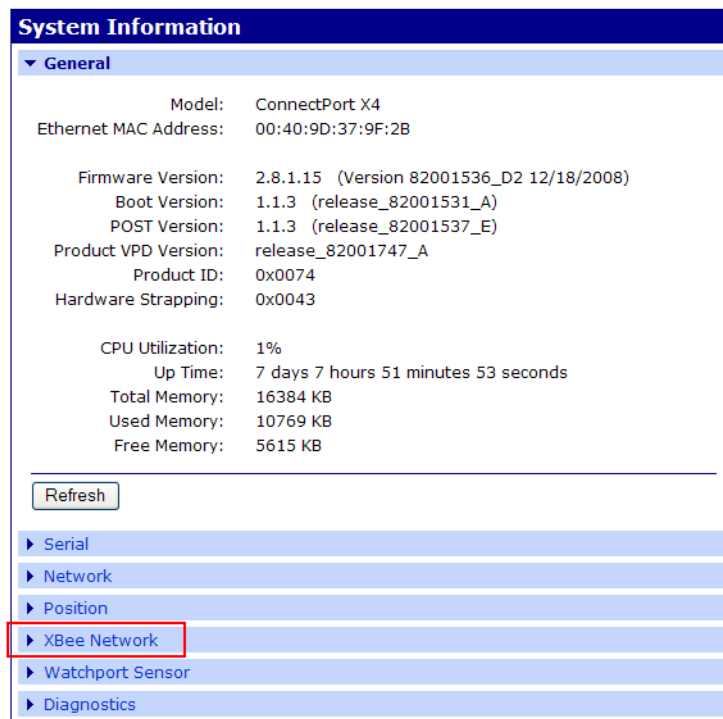 System Information
General
Model: ConnectPort X4
Ethernet MAC Address: 00:40:9D:37:9F:2B
Firmware Version: 2.8.1.15 (Version 82001536_D2 12/18/2008)
Boot Version: 1.1.3 (release_82001531_A)
POST Version: 1.1.3 (release_82001537_E)
Product VPD Version: release_82001747_A
Product ID: 0x0074
Hardware Strapping: 0x0043
CPU Utilization: 1%
Up Time: 7 days 7 hours 51 minutes 53 seconds
Total Memory: 16384 KB
Used Memory: 10769 KB
Free Memory: 5615 KB
Refresh
Serial
Network
Position
XBee Network
Watchport Sensor
Diagnostics